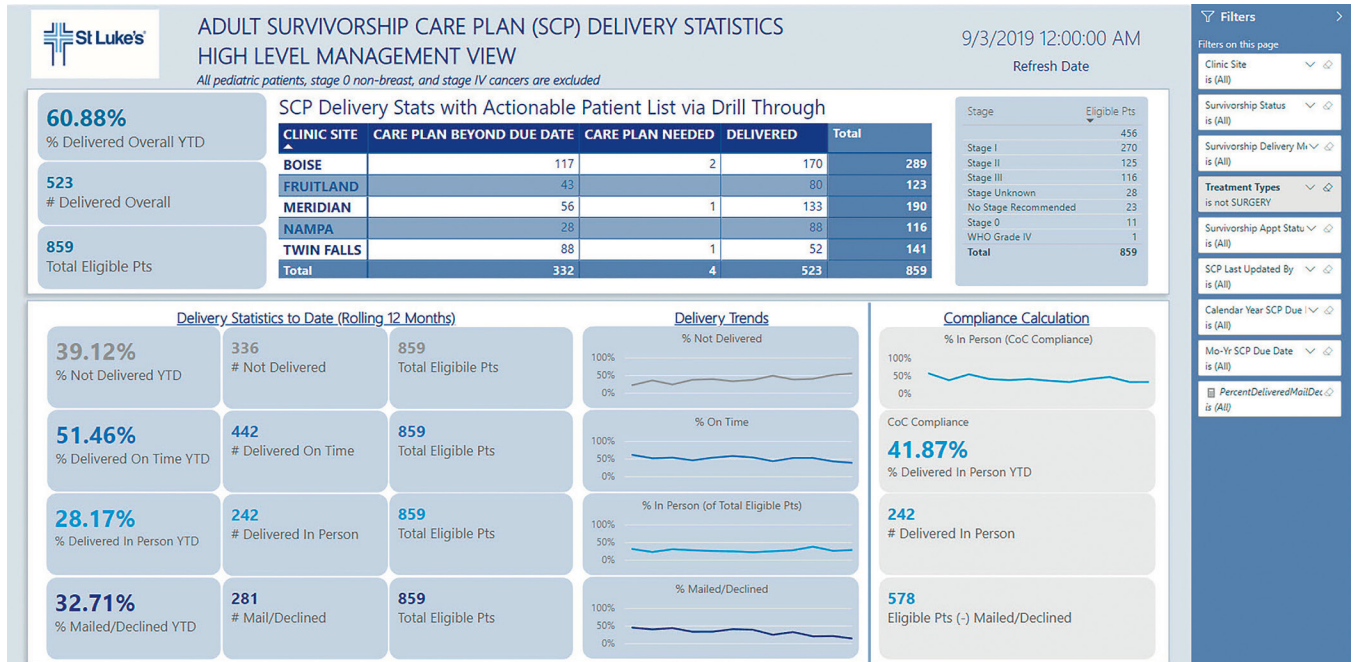 St Luke's
ADULT SURVIVORSHIP CARE PLAN (SCP) DELIVERY STATISTICS
HIGH LEVEL MANAGEMENT VIEW
All pediatric patients, stage 0 non-breast, and stage IV cancers are excluded
9/3/2019 12:00:00 AM
Refresh Date
60.88%
% Delivered Overall YTD
523
# Delivered Overall
859
Total Eligible Pts
SCP Delivery Stats with Actionable Patient List via Drill Through
CLINIC SITE CARE PLAN BEYOND DUE DATE CARE PLAN NEEDED DELIVERED Total
BOISE 117 2 170 289
FRUITLAND 43 80 123
MERIDIAN 56 1 133 190
NAMPA 28 88 116
TWIN FALLS 88 1 52 141
Total 332 4 523 859
Stage Eligible Pts
456
Stage I 270
Stage II 125
Stage III 116
Stage Unknown 28
No Stage Recommended 23
Stage 0 11
WHO Grade IV 1
Total 859
Delivery Statistics to Date (Rolling 12 Months)
39.12%
% Not Delivered YTD
336
# Not Delivered
859
Total Eligibile Pts
51.46%
% Delivered On Time YTD
442
# Delivered On Time
859
Total Eligible Pts
28.17%
% Delivered In Person YTD
242
# Delivered In Person
859
Total Eligible Pts
32.71%
% Mailed/Declined YTD
281
# Mail/Declined
859
Total Eligible Pts
Delivery Trends
% Not Delivered
100%
50%
0%
% On Time
100%
50%
0%
% In Person (of Total Eligible Pts)
100%
50%
0%
% Mailed/Declined
100%
50%
0%
Compliance Calculation
% In Person (CoC Compliance)
100%
50%
0%
CoC Compliance
41.87%
% Delivered In Person YTD
242
# Delivered In Person
578
Eligible Pts (-) Mailed/Declined
Filters
Filters on this page
Clinic Site
is (All)
Survivorship Status
is (All)
Survivorship Delivery Me
is (All)
Treatment Types
is not SURGERY
Survivorship Appt Statu
is (All)
SCP Last Updated By
is (All)
Calendar Year SCP Due
is (All)
Mo-Yr SCP Due Date
is (All)
PercentDeliveredMailDec
is (All)